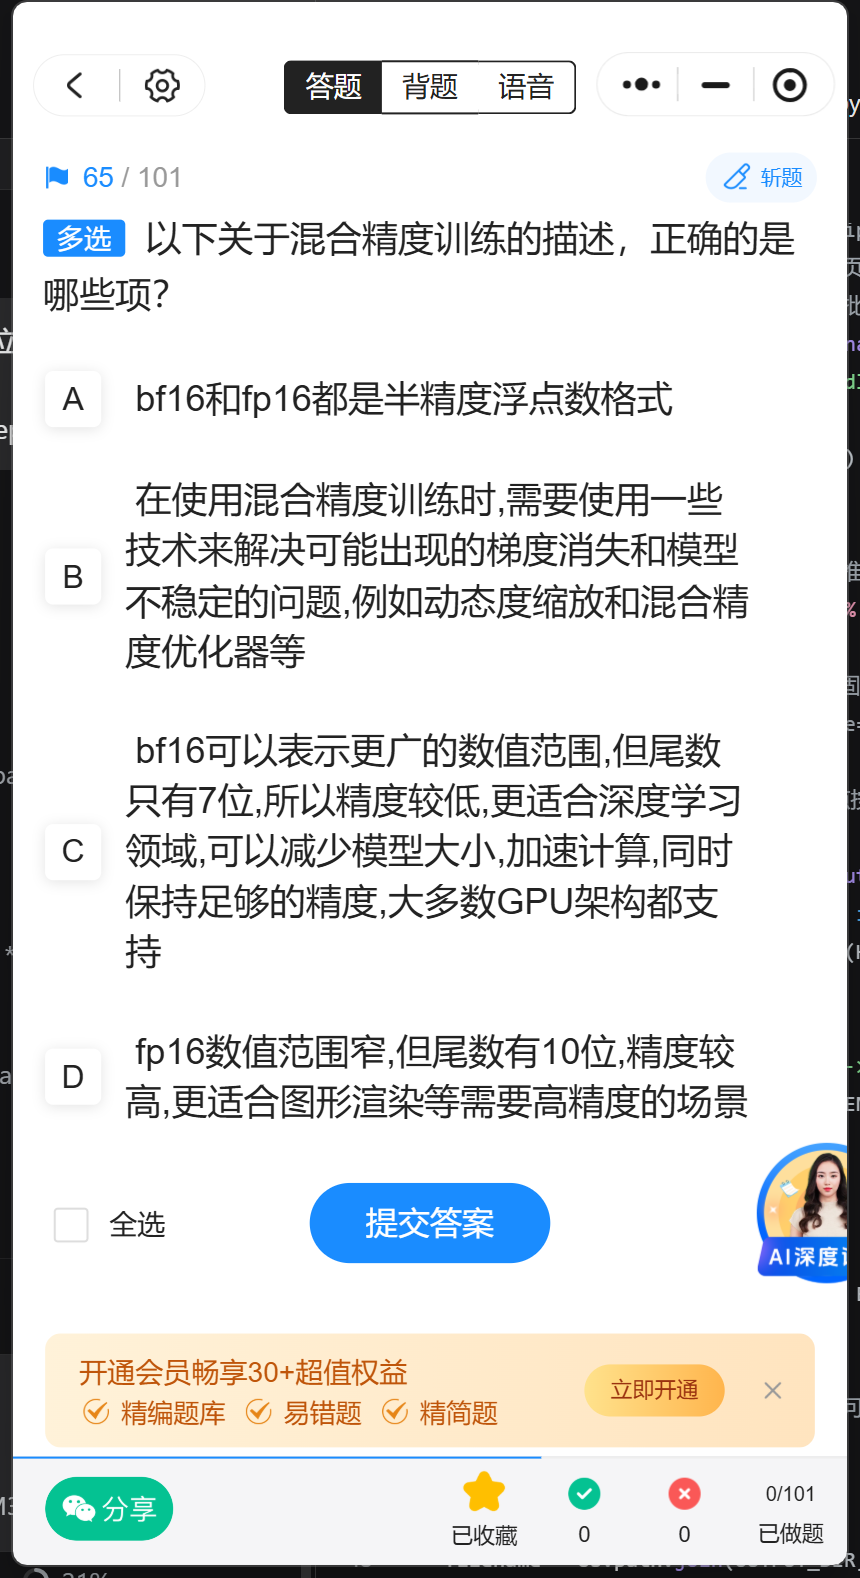 答题 背题 语音
65 / 101
斩题
多选 以下关于混合精度训练的描述，正确的是
哪些项？
A bf16和fp16都是半精度浮点数格式
在使用混合精度训练时,需要使用一些
技术来解决可能出现的梯度消失和模型
B
不稳定的问题,例如动态度缩放和混合精
度优化器等
bf16可以表示更广的数值范围,但尾数
只有7位,所以精度较低,更适合深度学习
C 领域,可以减少模型大小,加速计算,同时
保持足够的精度,大多数GPU架构都支
持
fp16数值范围窄,但尾数有10位,精度较
D
高,更适合图形渲染等需要高精度的场景
全选 提交答案
AI深度
开通会员畅享30+超值权益
精编题库 易错题 精简题
立即开通
分享
已收藏
0
0
0/101
已做题